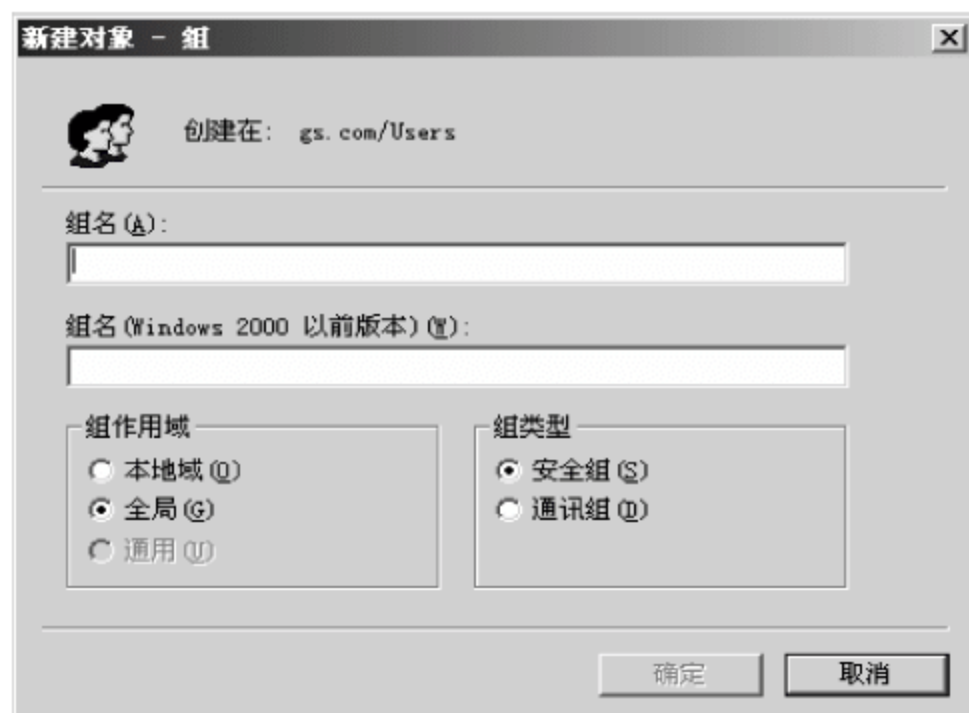 新建对象 - 组
创建在: gs.com/Users
组名(A):
组名(Windows 2000 以前版本)(W):
组作用域
本地域(O)
全局(G)
通用(U)
组类型
安全组(S)
通讯组(D)
确定
取消